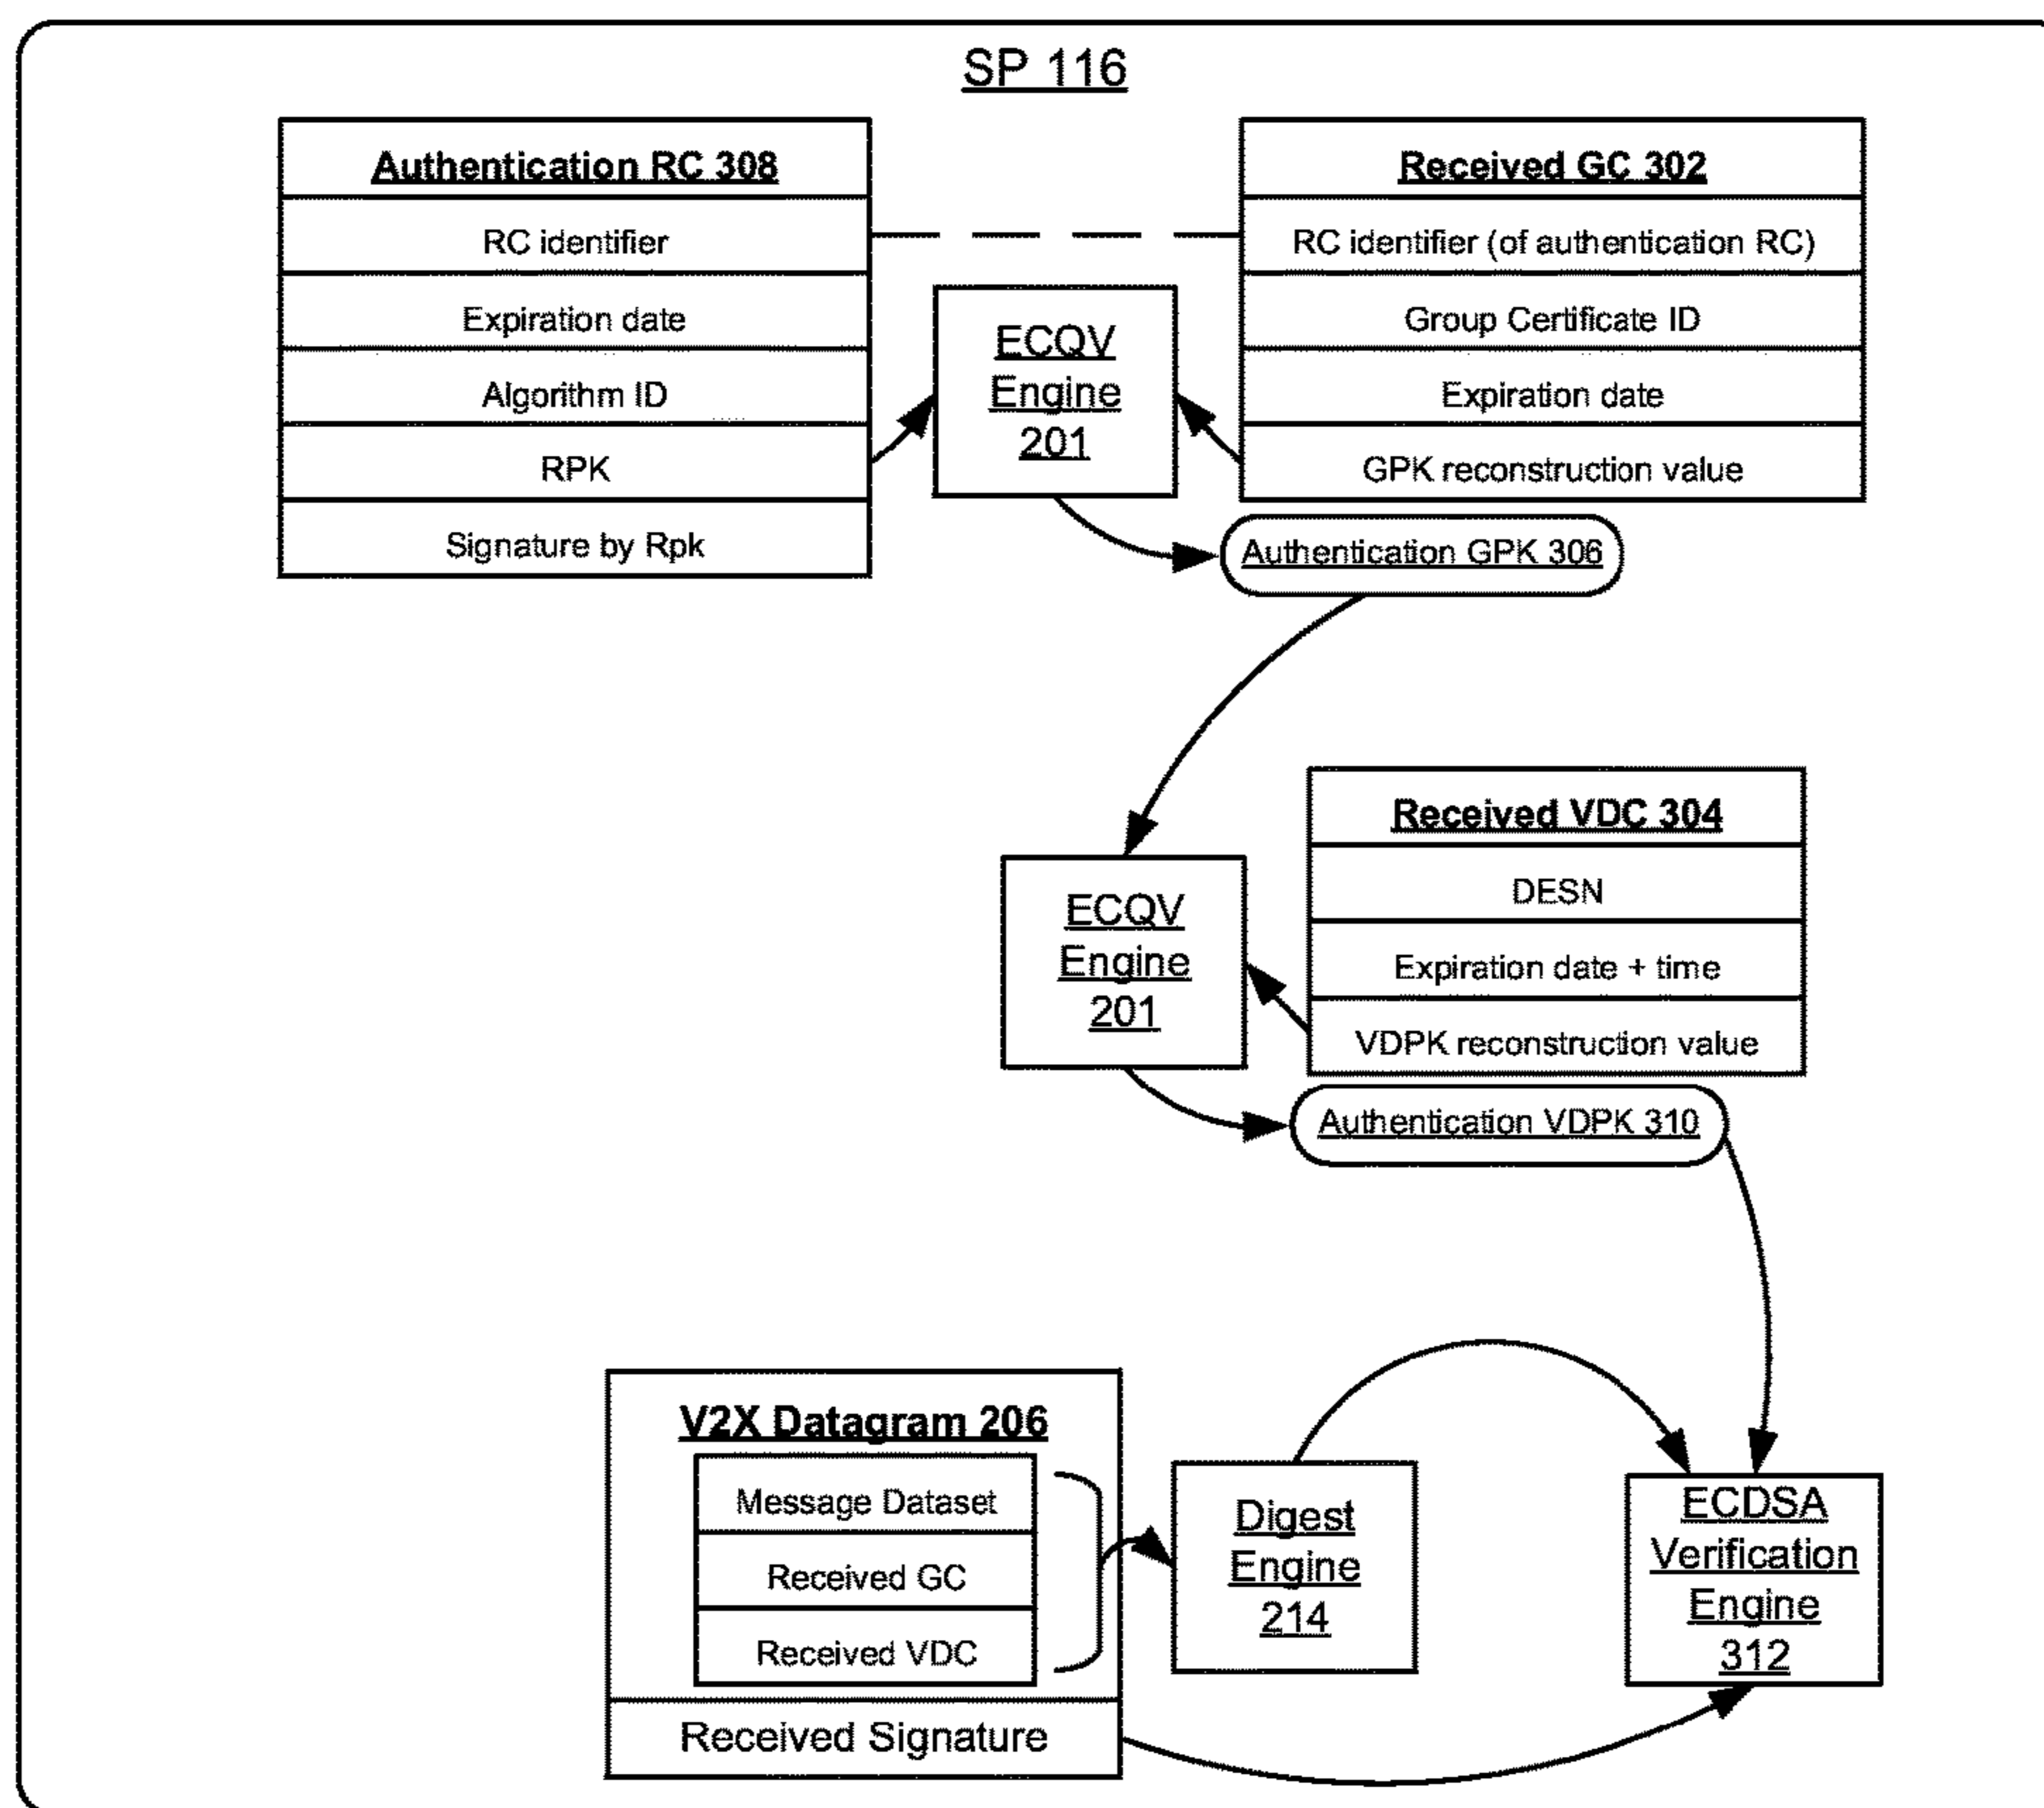 SP 116
Authentication RC 308
RC identifier
Expiration date
Algorithm ID
RPK
Signature by Rpk
ECQV
Engine
201
Received GC 302
RC identifier (of authentication RC)
Group Certificate ID
Expiration date
GPK reconstruction value
Authentication GPK 306
ECQV
Engine
201
Received VDC 304
DESN
Expiration date + time
VDPK reconstruction value
Authentication VDPK 310
V2X Datagram 206
Message Dataset
Received GC
Received VDC
Received Signature
Digest
Engine
214
ECDSA
Verification
Engine
312